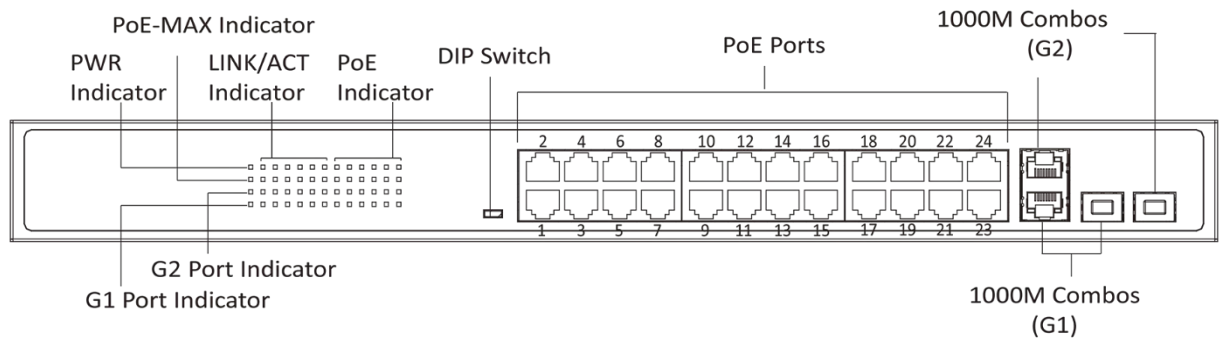 PoE-MAX Indicator
PWR
Indicator
LINK/ACT
Indicator
PoE
Indicator
DIP Switch
PoE Ports
1000M Combos
(G2)
2 4 6 8 10 12 14 16 18 20 22 24
1 3 5 7 9 11 13 15 17 19 21 23
G2 Port Indicator
G1 Port Indicator
1000M Combos
(G1)